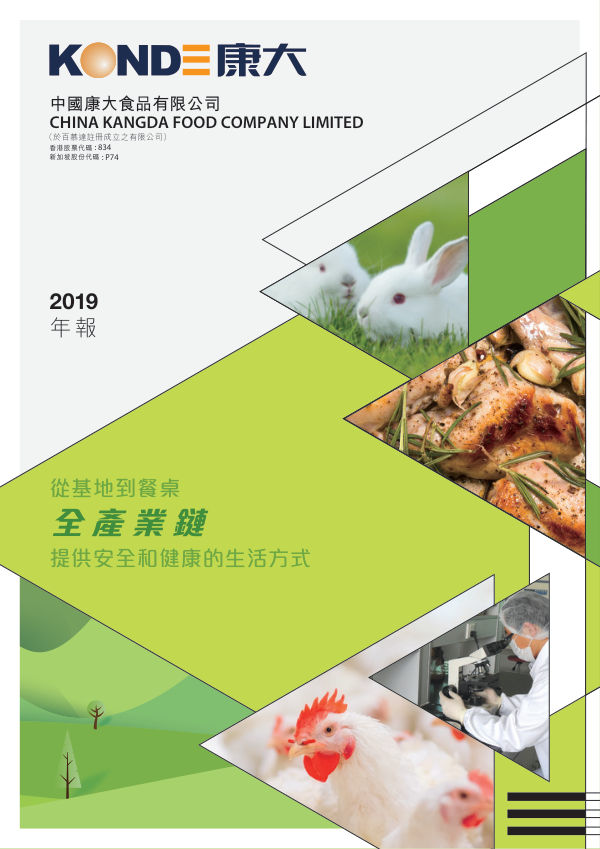 KONDE康大
中國康大食品有限公司
CHINA KANGDA FOOD COMPANY LIMITED
(於百慕達註冊成立之有限公司)
香港股票代碼 : 834
新加坡股份代碼 : P74
2019
年報
從基地到餐桌
全產業鏈
提供安全和健康的生活方式